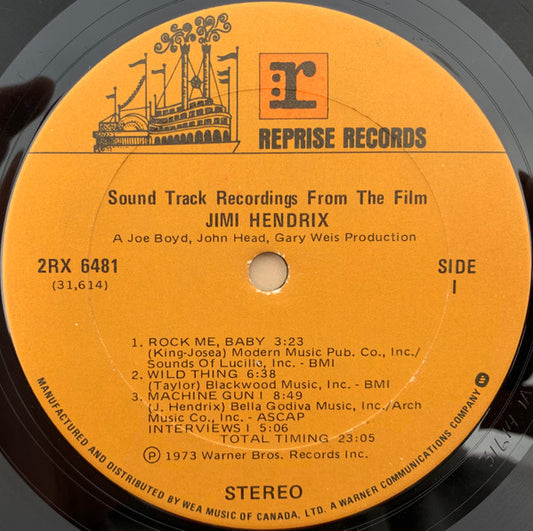 r
REPRISE RECORDS
Sound Track Recordings From The Film
JIMI HENDRIX
A Joe Boyd, John Head, Gary Weis Production
2RX 6481
(31,614)
SIDE
1
1. ROCK ME, BABY 3:23
(King-Josea) Modern Music Pub. Co., Inc./
Sounds Of Lucille, Inc. - BMI
2. WILD THING 6:38
(Taylor) Blackwood Music, Inc. - BMI
3. MACHINE GUN I 8:49
(J. Hendrix) Bella Godiva Music, Inc./Arch
Music Co., Inc. - ASCAP
INTERVIEWS I 5:06
TOTAL TIMING 23:05
Ⓟ 1973 Warner Bros. Records Inc.
STEREO
MANUFACTURED AND DISTRIBUTED BY WEA MUSIC OF CANADA, LTD. A WARNER COMMUNICATIONS COMPANY